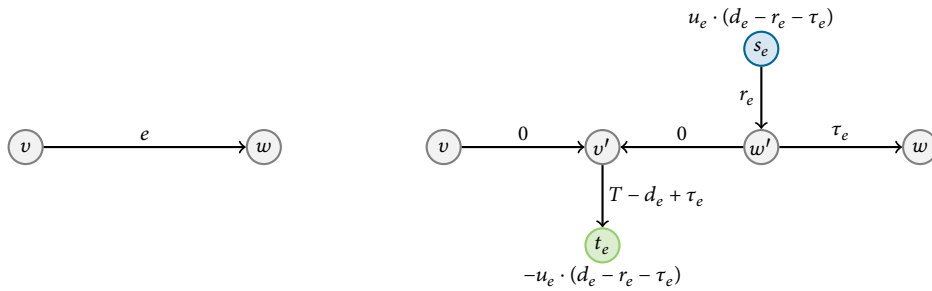 u_e · (d_e − r_e − τ_e)
s_e
r_e
e
0
0
τ_e
v
w
v
v′
w′
w
T − d_e + τ_e
t_e
−u_e · (d_e − r_e − τ_e)